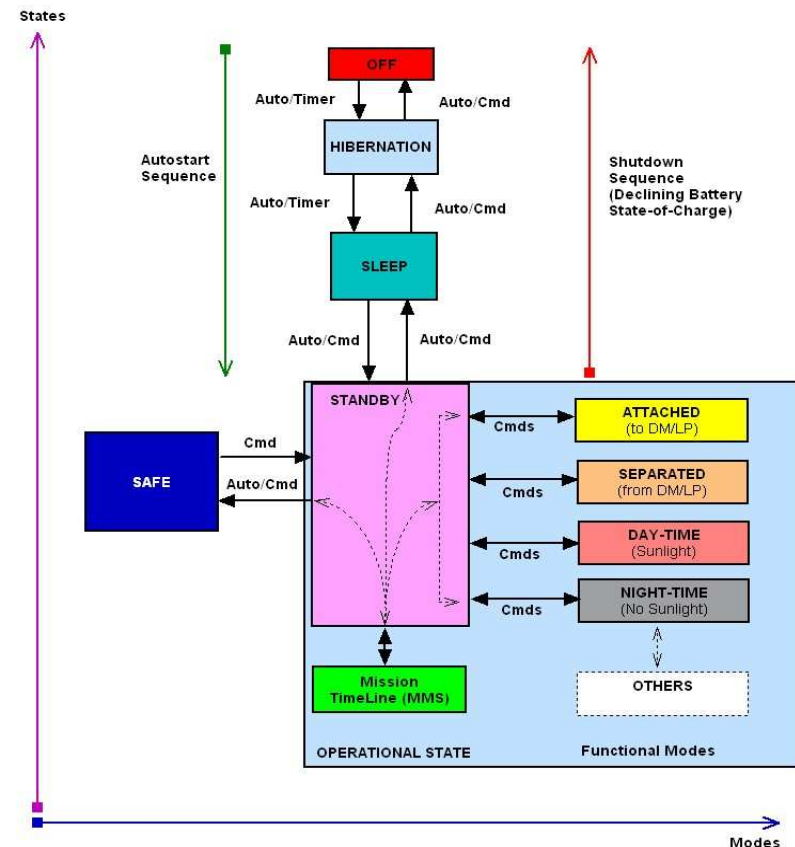 States
OFF
Auto/Timer
Auto/Cmd
HIBERNATION
Autostart
Sequence
Shutdown
Sequence
(Declining Battery
State-of-Charge)
Auto/Timer
Auto/Cmd
SLEEP
Auto/Cmd
Auto/Cmd
STANDBY
ATTACHED
(to DM/LP)
Cmds
Cmd
SAFE
Auto/Cmd
SEPARATED
(from DM/LP)
Cmds
DAY-TIME
(Sunlight)
Cmds
NIGHT-TIME
(No Sunlight)
Cmds
Mission
TimeLine (MMS)
OTHERS
OPERATIONAL STATE
Functional Modes
Modes